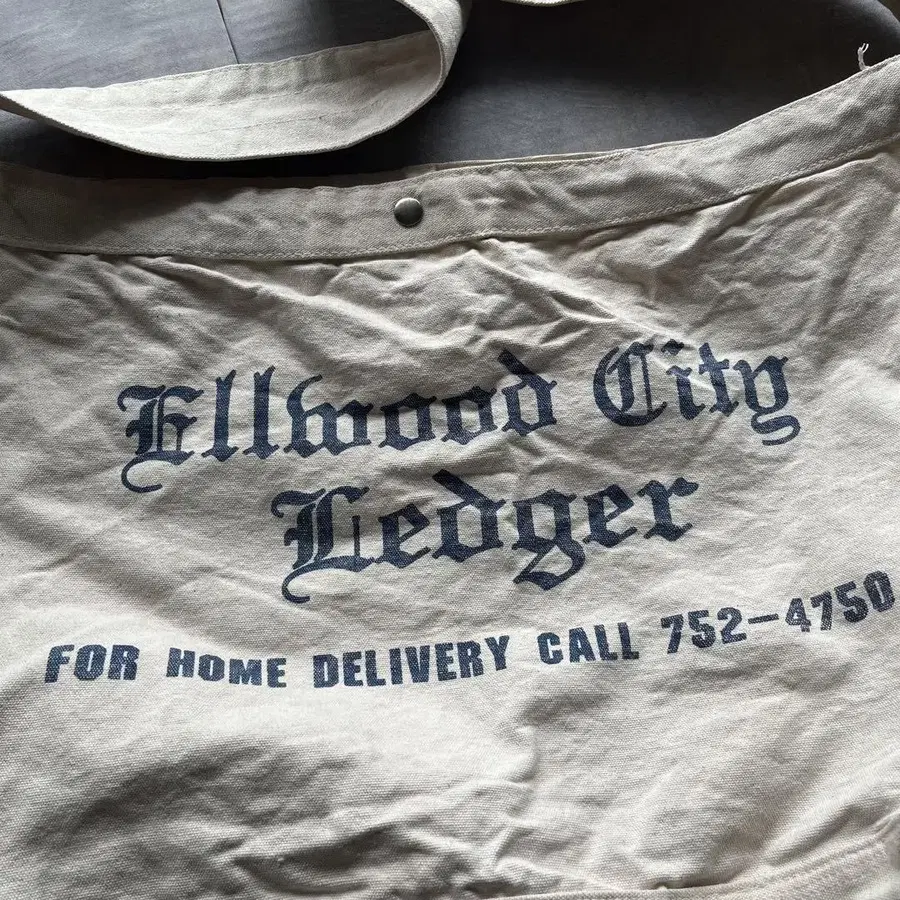 Ellwood City
Ledger
FOR HOME DELIVERY CALL 752-4750